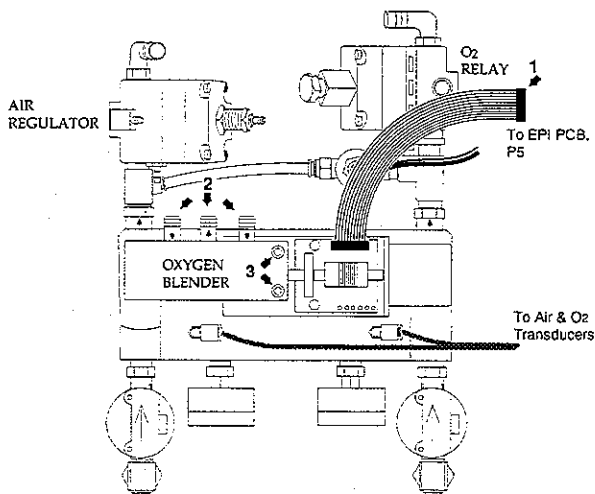 O2
RELAY
1
AIR
REGULATOR
To EPI PCB,
P5
2
OXYGEN
BLENDER
3
To Air & O2
Transducers